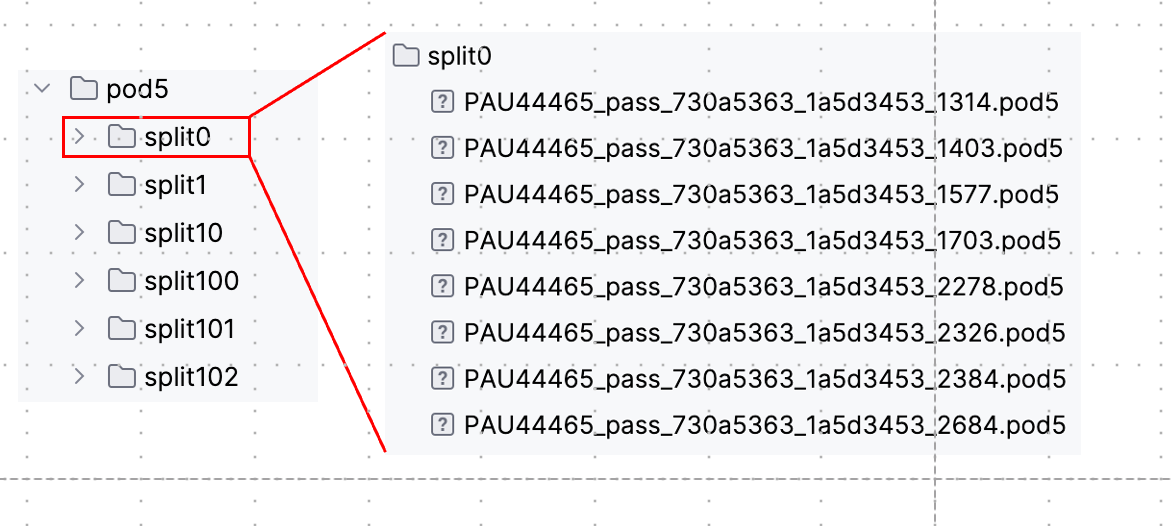 pod5
split0
split1
split10
split100
split101
split102
split0
PAU44465_pass_730a5363_1a5d3453_1314.pod5
PAU44465_pass_730a5363_1a5d3453_1403.pod5
PAU44465_pass_730a5363_1a5d3453_1577.pod5
PAU44465_pass_730a5363_1a5d3453_1703.pod5
PAU44465_pass_730a5363_1a5d3453_2278.pod5
PAU44465_pass_730a5363_1a5d3453_2326.pod5
PAU44465_pass_730a5363_1a5d3453_2384.pod5
PAU44465_pass_730a5363_1a5d3453_2684.pod5